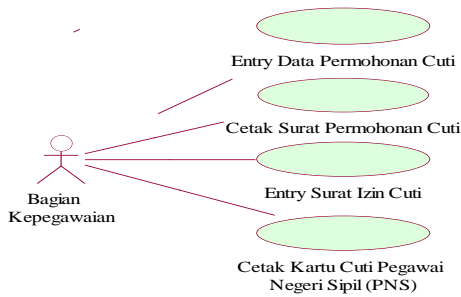 Entry Data Permohonan Cuti
Cetak Surat Permohonan Cuti
Entry Surat Izin Cuti
Bagian
Kepegawaian
Cetak Kartu Cuti Pegawai
Negeri Sipil (PNS)